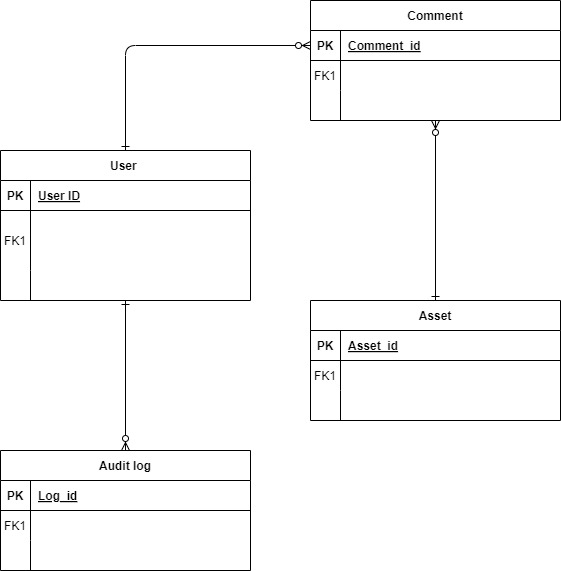 Comment
PK Comment_id
FK1
User
PK User ID
FK1
Asset
PK Asset_id
FK1
Audit log
PK Log_id
FK1